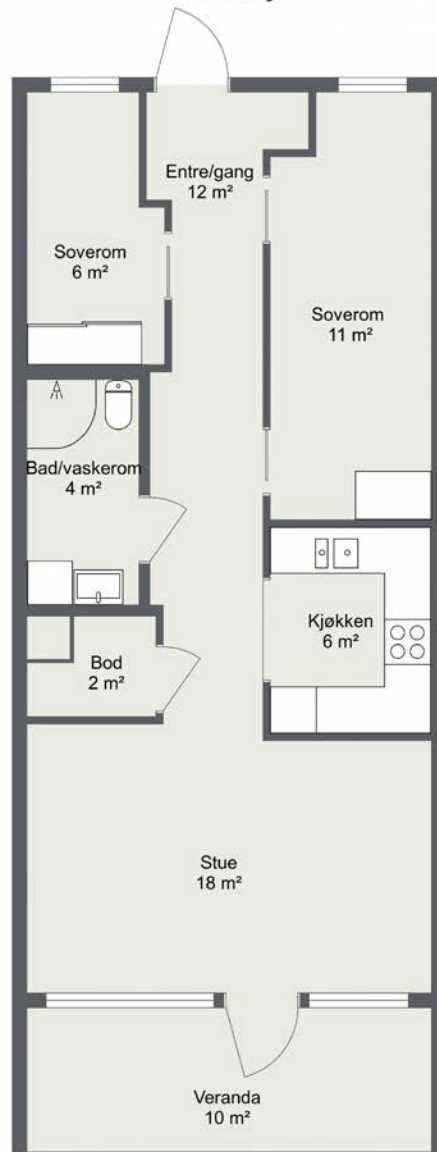 Entre/gang
12 m²
Soverom
6 m²
Soverom
11 m²
Bad/vaskerom
4 m²
Kjøkken
6 m²
Bod
2 m²
Stue
18 m²
Veranda
10 m²